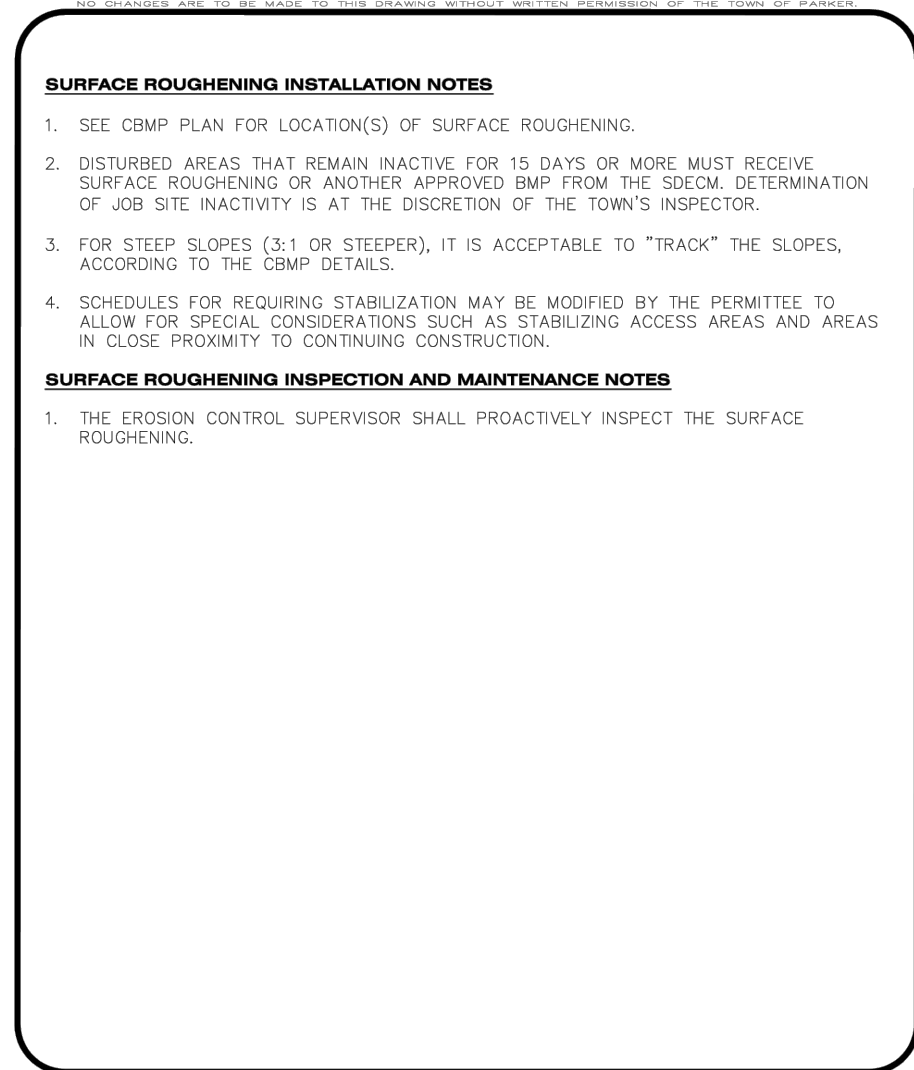 NO CHANGES ARE TO BE MADE TO THIS DRAWING WITHOUT WRITTEN PERMISSION OF THE TOWN OF PARKER.
SURFACE ROUGHENING INSTALLATION NOTES
1. SEE CBMP PLAN FOR LOCATION(S) OF SURFACE ROUGHENING.
2. DISTURBED AREAS THAT REMAIN INACTIVE FOR 15 DAYS OR MORE MUST RECEIVE
SURFACE ROUGHENING OR ANOTHER APPROVED BMP FROM THE SDECM. DETERMINATION
OF JOB SITE INACTIVITY IS AT THE DISCRETION OF THE TOWN'S INSPECTOR.
3. FOR STEEP SLOPES (3:1 OR STEEPER), IT IS ACCEPTABLE TO "TRACK" THE SLOPES,
ACCORDING TO THE CBMP DETAILS.
4. SCHEDULES FOR REQUIRING STABILIZATION MAY BE MODIFIED BY THE PERMITTEE TO
ALLOW FOR SPECIAL CONSIDERATIONS SUCH AS STABILIZING ACCESS AREAS AND AREAS
IN CLOSE PROXIMITY TO CONTINUING CONSTRUCTION.
SURFACE ROUGHENING INSPECTION AND MAINTENANCE NOTES
1. THE EROSION CONTROL SUPERVISOR SHALL PROACTIVELY INSPECT THE SURFACE
ROUGHENING.